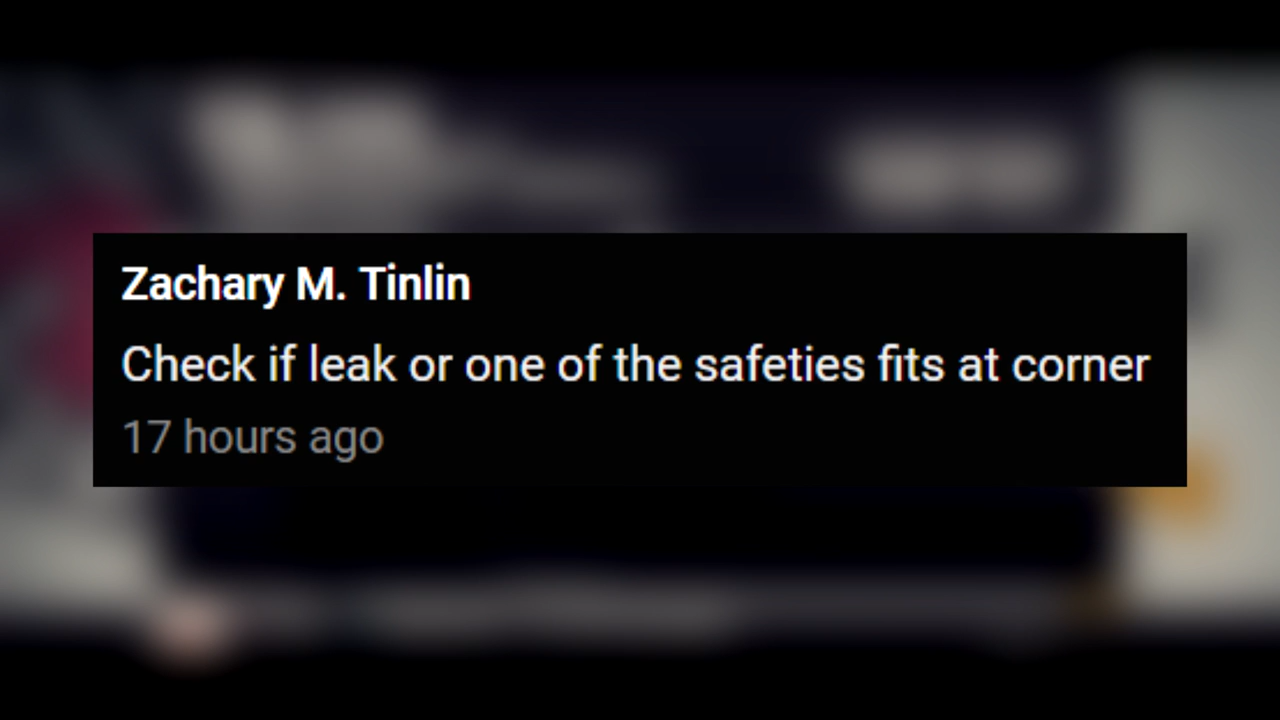 Zachary M. Tinlin
Check if leak or one of the safeties fits at corner
17 hours ago